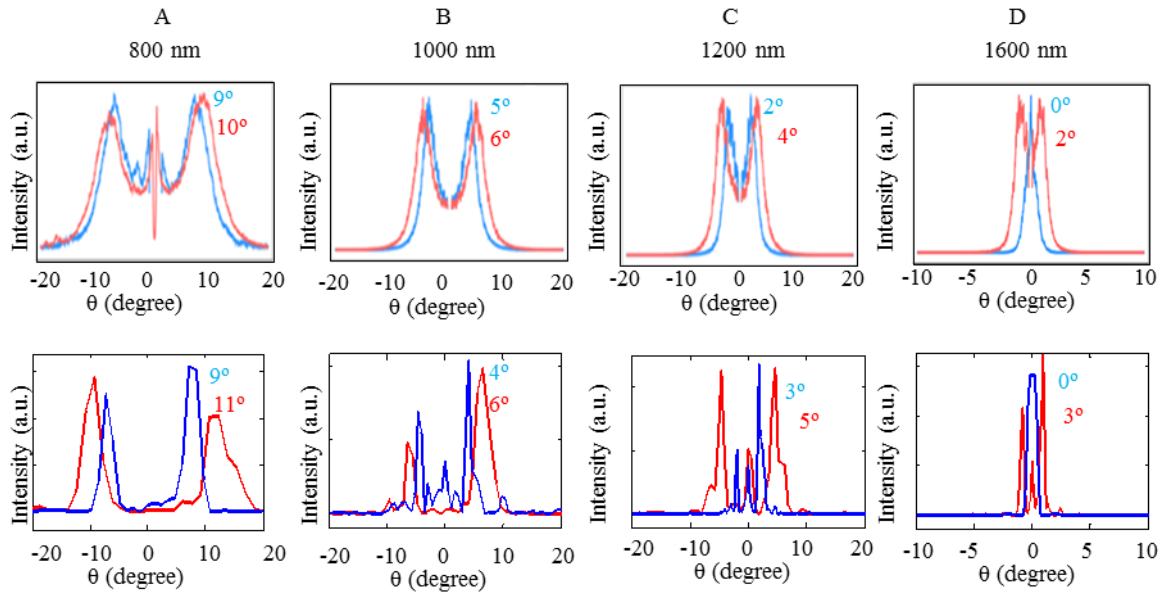 A
B
C
D
800 nm
1000 nm
1200 nm
1600 nm
Intensity (a.u.)
9º
10º
-20
-10
0
10
20
θ (degree)
Intensity (a.u.)
5º
6º
-20
-10
0
10
20
θ (degree)
Intensity (a.u.)
2º
4º
-20
-10
0
10
20
θ (degree)
Intensity (a.u.)
0º
2º
-10
-5
0
5
10
θ (degree)
Intensity (a.u.)
9º
11º
-20
-10
0
10
20
θ (degree)
Intensity (a.u.)
4º
6º
-20
-10
0
10
20
θ (degree)
Intensity (a.u.)
3º
5º
-20
-10
0
10
20
θ (degree)
Intensity (a.u.)
0º
3º
-10
-5
0
5
10
θ (degree)